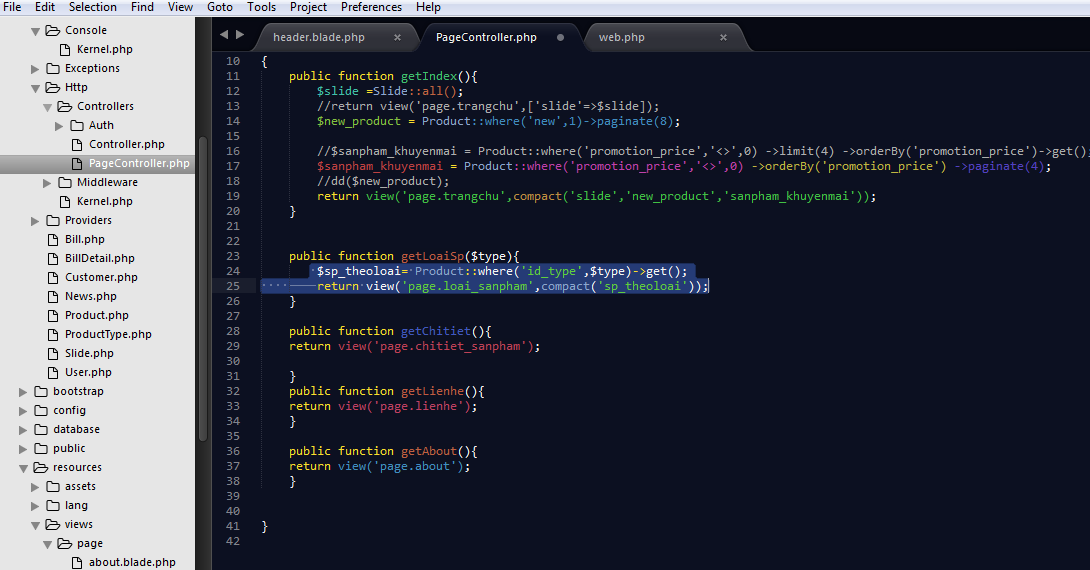 File Edit Selection Find View Goto Tools Project Preferences Help
Console
Kernel.php
Exceptions
Http
Controllers
Auth
Controller.php
PageController.php
Middleware
Kernel.php
Providers
Bill.php
BillDetail.php
Customer.php
News.php
Product.php
ProductType.php
Slide.php
User.php
bootstrap
config
database
public
resources
assets
lang
views
page
about.blade.php
header.blade.php × PageController.php web.php ×
10 {
11 public function getIndex(){
12 $slide =Slide::all();
13 //return view('page.trangchu',['slide'=>$slide]);
14 $new_product = Product::where('new',1)->paginate(8);
15
16 //$sanpham_khuyenmai = Product::where('promotion_price','<>',0) ->limit(4) ->orderBy('promotion_price')->get();
17 $sanpham_khuyenmai = Product::where('promotion_price','<>',0) ->orderBy('promotion_price') ->paginate(4);
18 //dd($new_product);
19 return view('page.trangchu',compact('slide','new_product','sanpham_khuyenmai'));
20 }
21
22
23 public function getLoaiSp($type){
24 $sp_theoloai= Product::where('id_type',$type)->get();
25 return view('page.loai_sanpham',compact('sp_theoloai'));
26 }
27
28 public function getChitiet(){
29 return view('page.chitiet_sanpham');
30
31 }
32 public function getLienhe(){
33 return view('page.lienhe');
34 }
35
36 public function getAbout(){
37 return view('page.about');
38 }
39
40
41 }
42